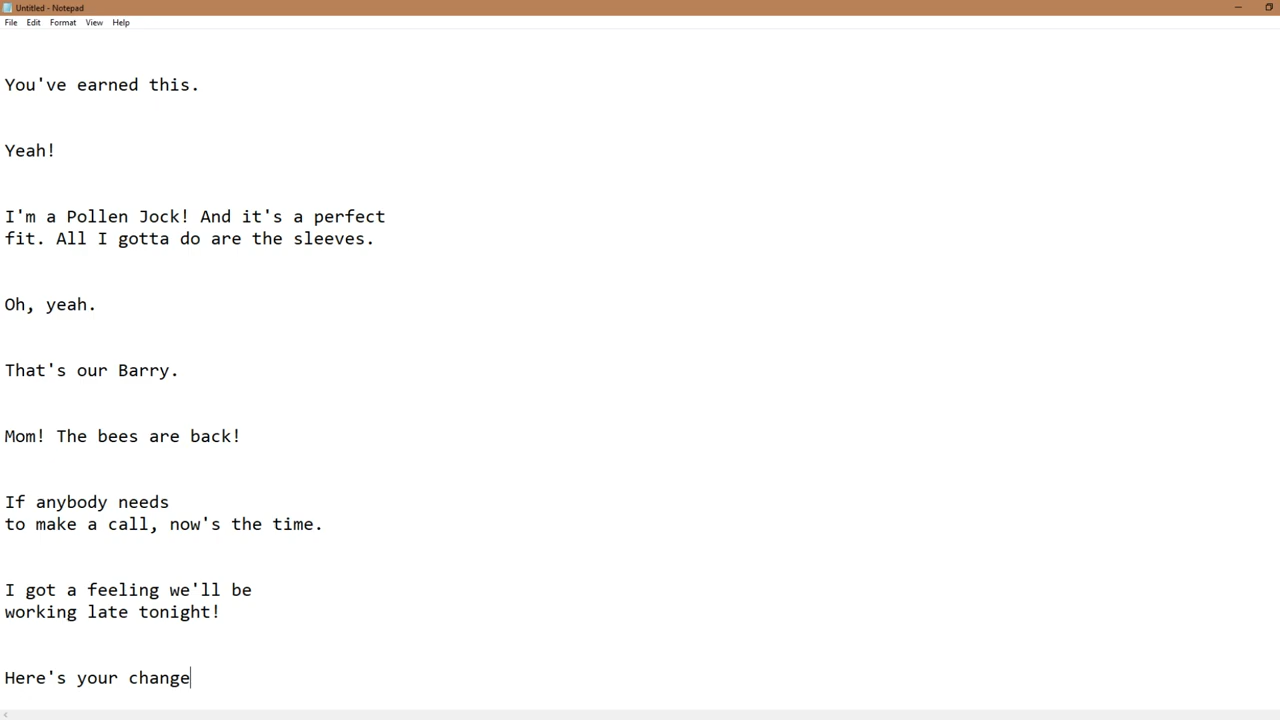 Untitled - Notepad
File Edit Format View Help
You've earned this.
Yeah!
I'm a Pollen Jock! And it's a perfect
fit. All I gotta do are the sleeves.
Oh, yeah.
That's our Barry.
Mom! The bees are back!
If anybody needs
to make a call, now's the time.
I got a feeling we'll be
working late tonight!
Here's your change